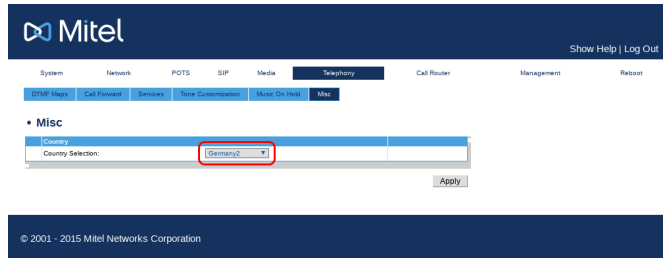 Mitel
Show Help | Log Out
System Network POTS SIP Media Telephony Call Router Management Reboot
DTMF Maps Call Forward Services Tone Customization Music On Hold Misc
• Misc
Country
Country Selection: Germany2
Apply
© 2001 - 2015 Mitel Networks Corporation